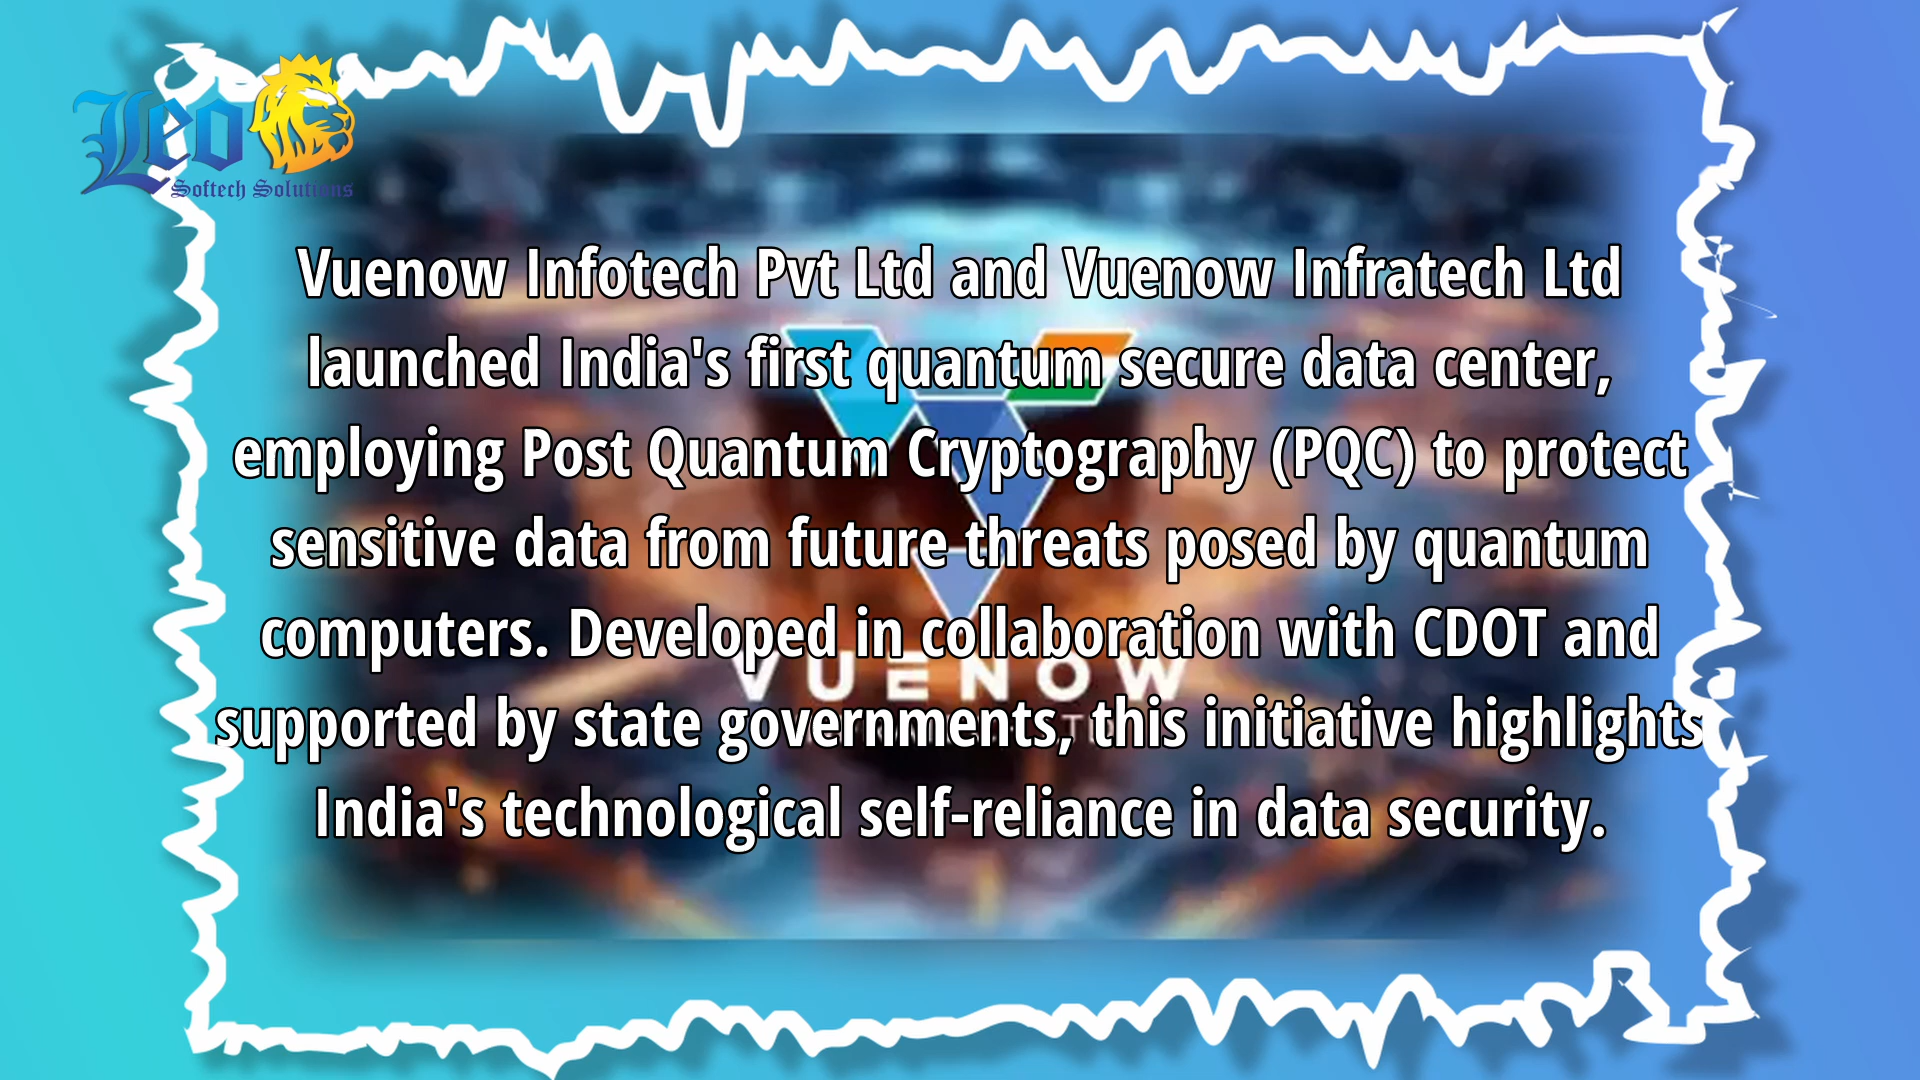 Leo
Softech Solutions
Vuenow Infotech Pvt Ltd and Vuenow Infratech Ltd
launched India's first quantum secure data center,
employing Post Quantum Cryptography (PQC) to protect
sensitive data from future threats posed by quantum
computers. Developed in collaboration with CDOT and
VUENOW
supported by state governments, this initiative highlights
India's technological self-reliance in data security.